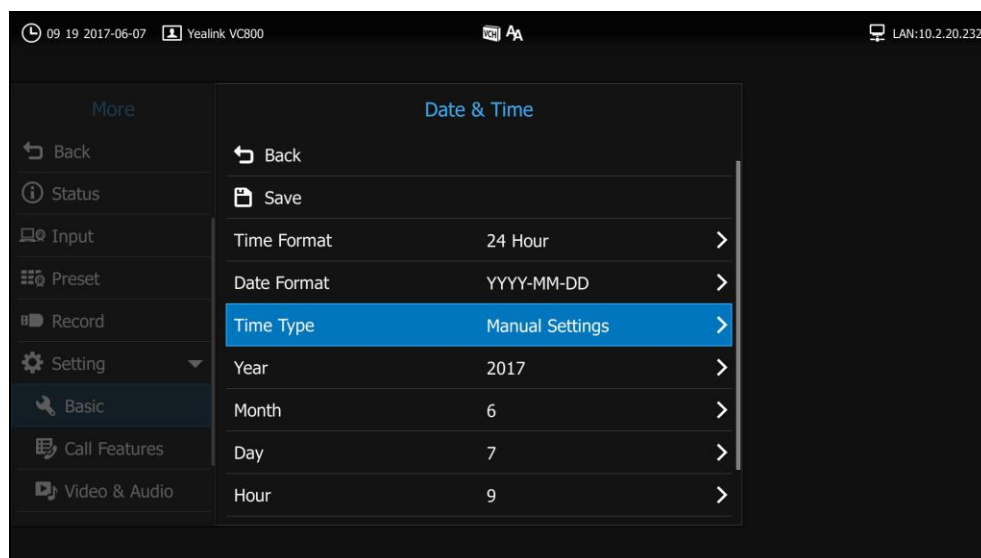 09 19 2017-06-07 Yealink VC800 VCH AA LAN:10.2.20.232
More
Back
Status
Input
Preset
Record
Setting
Basic
Call Features
Video & Audio
Date & Time
Back
Save
Time Format 24 Hour
Date Format YYYY-MM-DD
Time Type Manual Settings
Year 2017
Month 6
Day 7
Hour 9